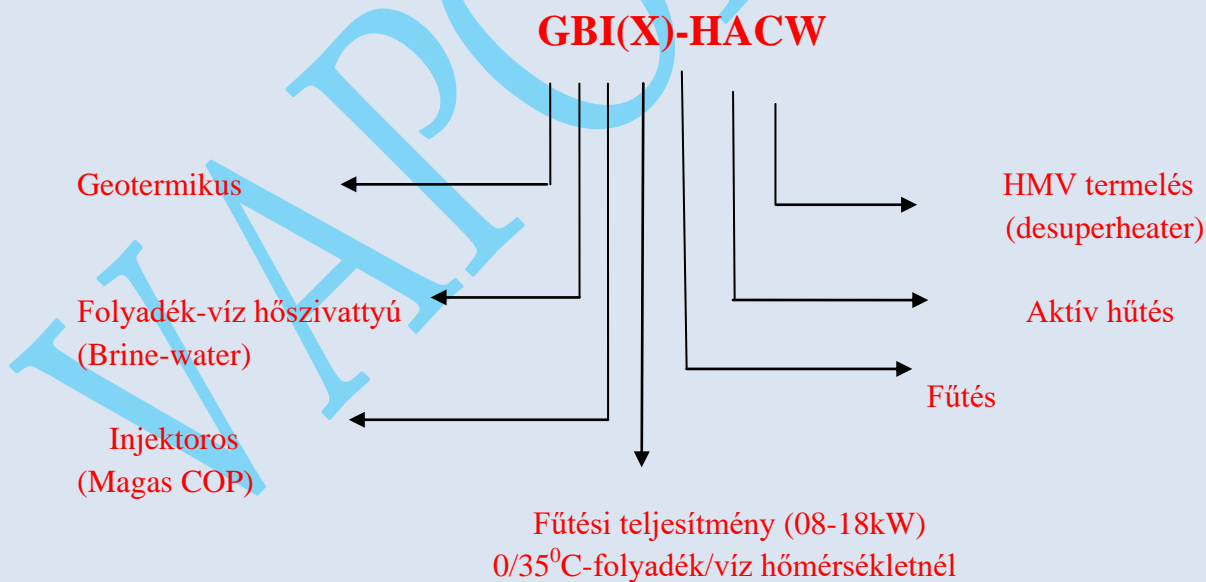 GBI(X)-HACW
Geotermikus
HMV termelés
(desuperheater)
Folyadék-víz hőszivattyú
(Brine-water)
Aktív hűtés
Fűtés
Injektoros
(Magas COP)
Fűtési teljesítmény (08-18kW)
0/35⁰C-folyadék/víz hőmérsékletnél